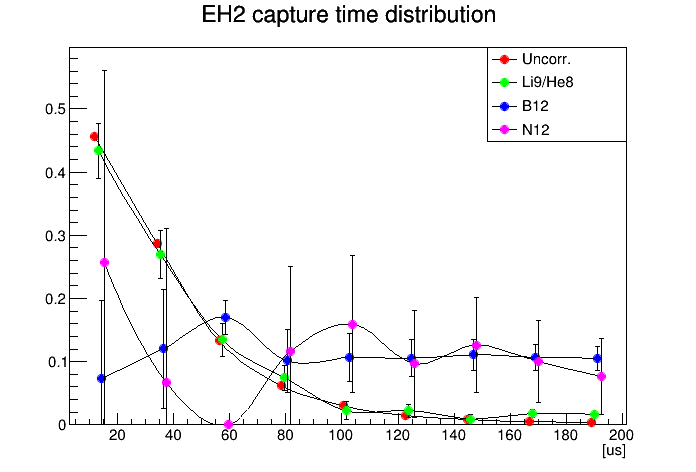 EH2 capture time distribution
Uncorr.
Li9/He8
B12
N12
0.5
0.4
0.3
0.2
0.1
0
20 40 60 80 100 120 140 160 180 200
[us]